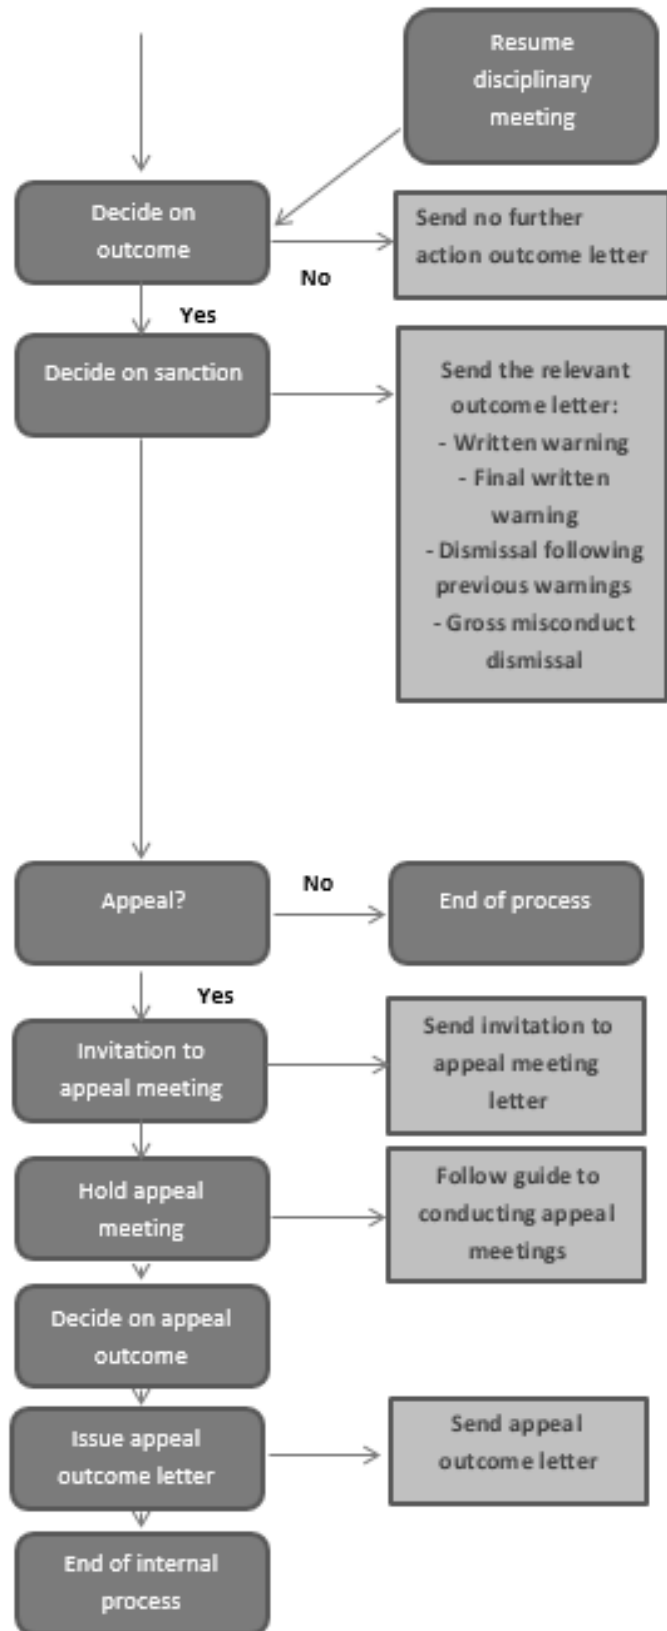 Resume
disciplinary
meeting
Decide on
outcome
Send no further
action outcome letter
No
Yes
Decide on sanction
Send the relevant
outcome letter:
- Written warning
- Final written
warning
- Dismissal following
previous warnings
- Gross misconduct
dismissal
Appeal?
No
End of process
Yes
Invitation to
appeal meeting
Send invitation to
appeal meeting
letter
Hold appeal
meeting
Follow guide to
conducting appeal
meetings
Decide on appeal
outcome
Issue appeal
outcome letter
Send appeal
outcome letter
End of internal
process